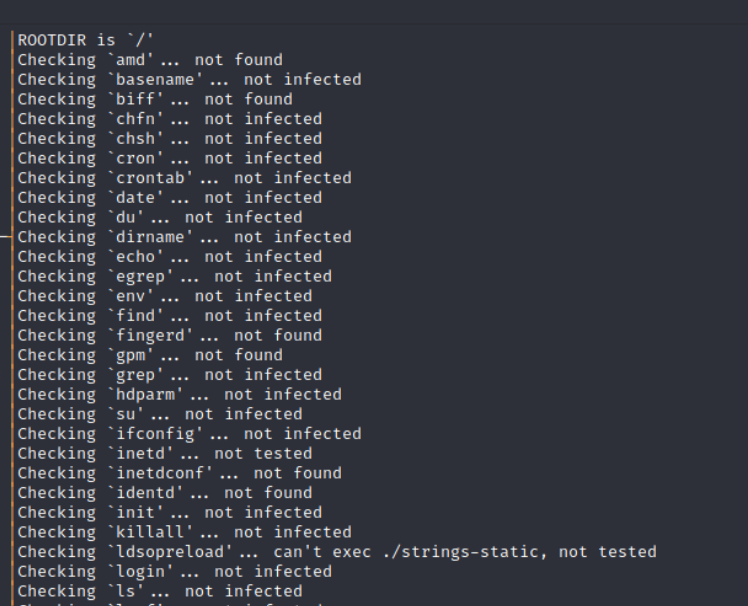 ROOTDIR is `/'
Checking `amd'... not found
Checking `basename'... not infected
Checking `biff'... not found
Checking `chfn'... not infected
Checking `chsh'... not infected
Checking `cron'... not infected
Checking `crontab'... not infected
Checking `date'... not infected
Checking `du'... not infected
Checking `dirname'... not infected
Checking `echo'... not infected
Checking `egrep'... not infected
Checking `env'... not infected
Checking `find'... not infected
Checking `fingerd'... not found
Checking `gpm'... not found
Checking `grep'... not infected
Checking `hdparm'... not infected
Checking `su'... not infected
Checking `ifconfig'... not infected
Checking `inetd'... not tested
Checking `inetdconf'... not found
Checking `identd'... not found
Checking `init'... not infected
Checking `killall'... not infected
Checking `ldsopreload'... can't exec ./strings-static, not tested
Checking `login'... not infected
Checking `ls'... not infected